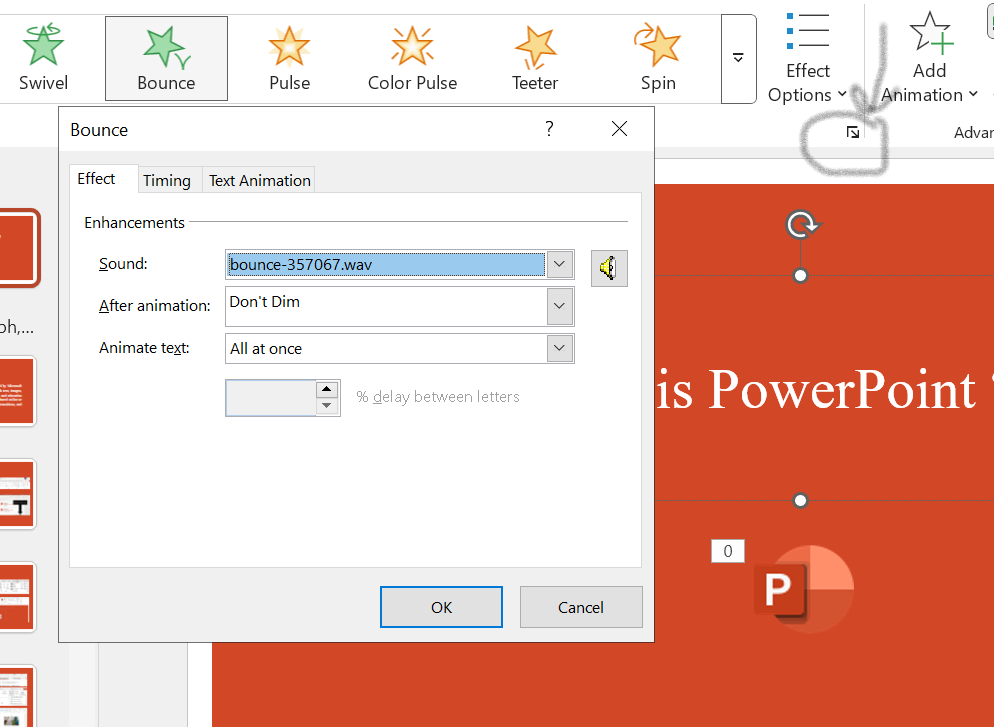 Swivel Bounce Pulse Color Pulse Teeter Spin
Effect
Options
Add
Animation
Advan
Bounce ?
Effect Timing Text Animation
Enhancements
Sound: bounce-357067.wav
After animation: Don't Dim
Animate text: All at once
% delay between letters
OK Cancel
is PowerPoint
0
P
ph,...